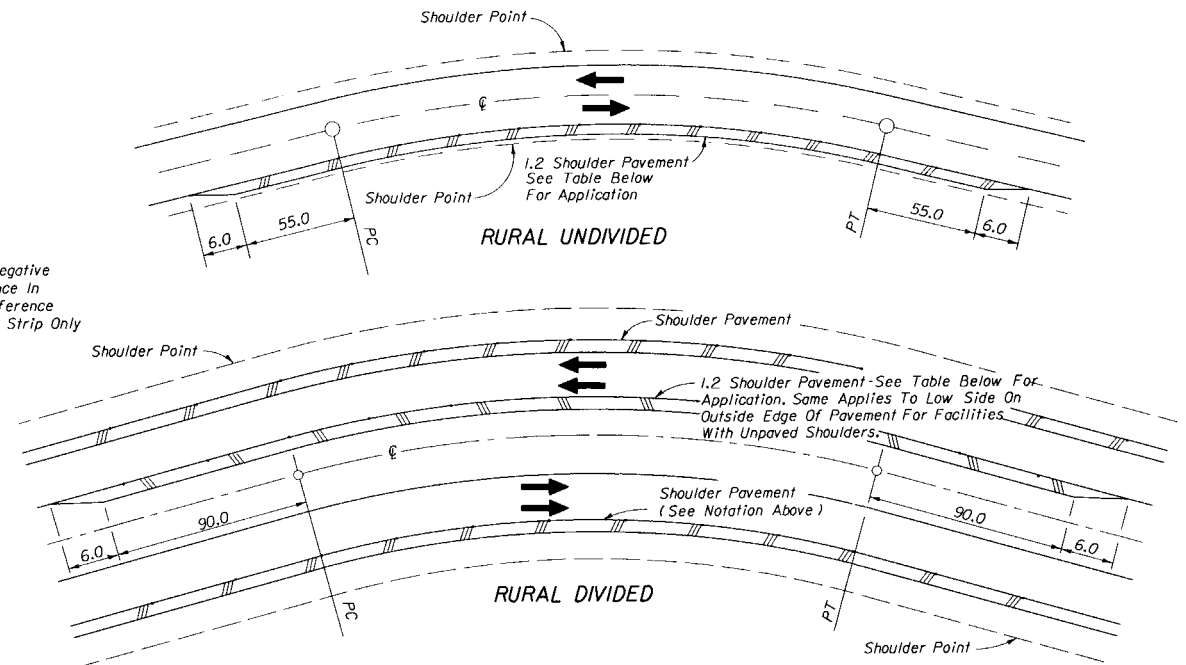 Shoulder Point
℄
1.2 Shoulder Pavement
See Table Below
For Application
Shoulder Point
55.0
6.0
PC
55.0
6.0
PT
RURAL UNDIVIDED
egative
nce In
ference
Strip Only
Shoulder Point
Shoulder Pavement
1.2 Shoulder Pavement-See Table Below For
Application. Same Applies To Low Side On
Outside Edge Of Pavement For Facilities
With Unpaved Shoulders.
℄
90.0
6.0
Shoulder Pavement
(See Notation Above)
90.0
6.0
PC
PT
RURAL DIVIDED
Shoulder Point